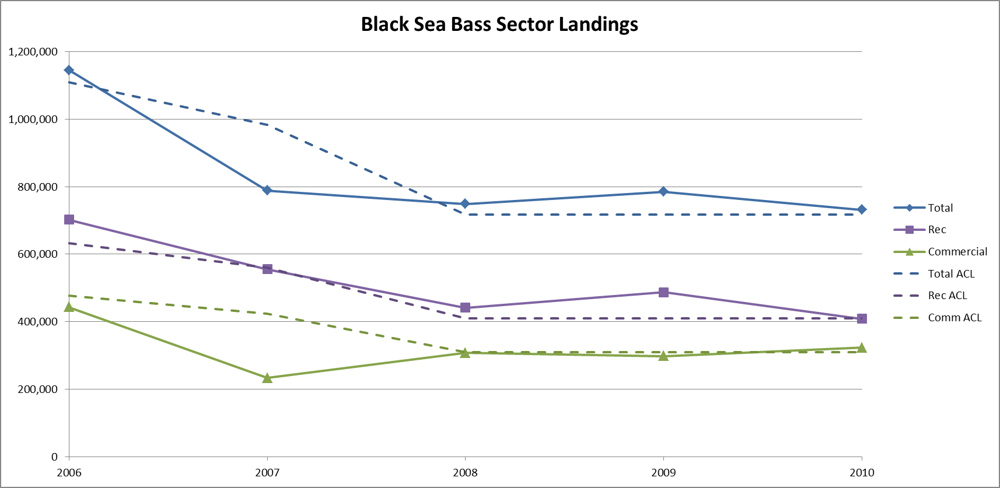 Black Sea Bass Sector Landings
1,200,000
1,000,000
800,000
600,000
400,000
200,000
0
2006 2007 2008 2009 2010
Total
Rec
Commercial
Total ACL
Rec ACL
Comm ACL